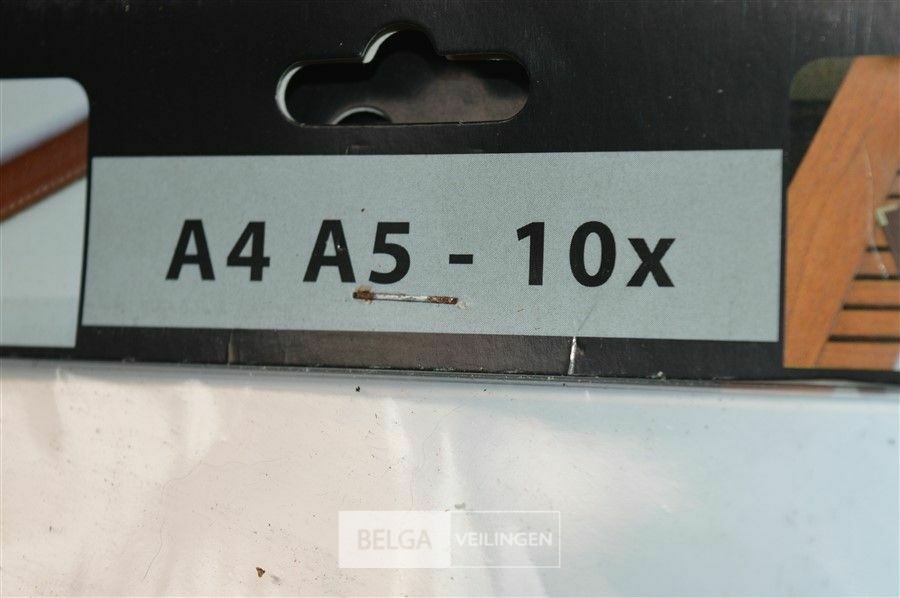 A4 A5 - 10x
BELGA VEILINGEN